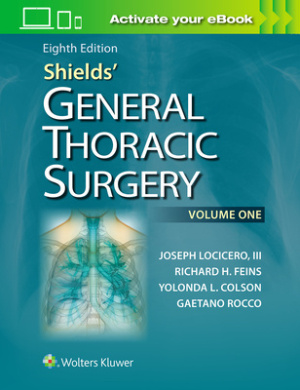 Activate your eBook
Eighth Edition
Shields'
GENERAL
THORACIC
SURGERY
VOLUME ONE
JOSEPH LOCICERO, III
RICHARD H. FEINS
YOLONDA L. COLSON
GAETANO ROCCO
Wolters Kluwer